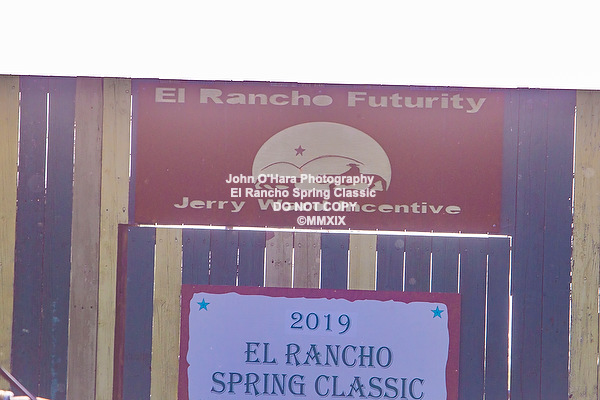 El Rancho Futurity
John O'Hara Photography
El Rancho Spring Classic
DO NOT COPY
©MMXIX
Jerry Incentive
2019
EL RANCHO
SPRING CLASSIC